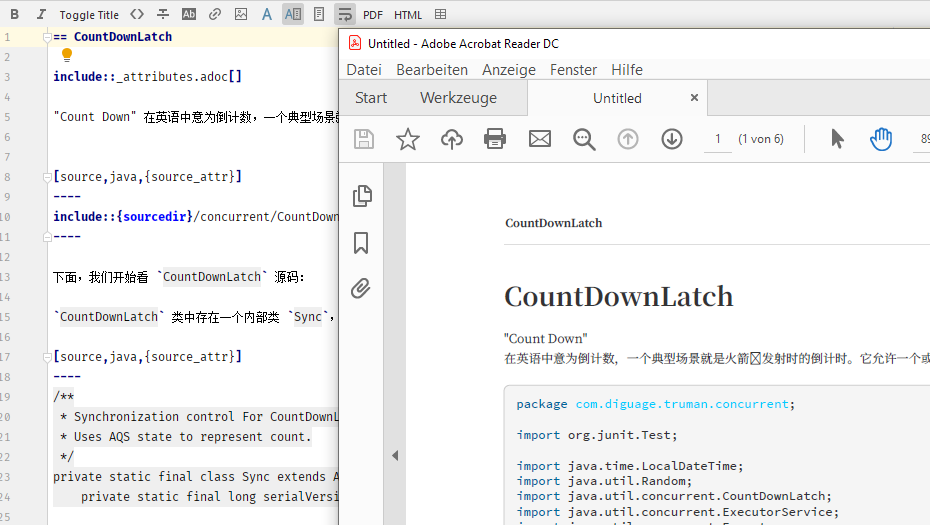 B I Toggle Title Ab A A PDF HTML
1 == CountDownLatch
2
3 include::_attributes.adoc[]
4
5 "Count Down" 在英语中意为倒计数，一个典型场景
6
7
8 [source,java,{source_attr}]
9 ----
10 include::{sourcedir}/concurrent/CountDown
11 ----
12
13 下面，我们开始看 `CountDownLatch` 源码：
14
15 `CountDownLatch` 类中存在一个内部类 `Sync`，
16
17 [source,java,{source_attr}]
18 ----
19 /**
20 * Synchronization control For CountDownL
21 * Uses AQS state to represent count.
22 */
23 private static final class Sync extends A
24 private static final long serialVersi
25
Untitled - Adobe Acrobat Reader DC
Datei Bearbeiten Anzeige Fenster Hilfe
Start Werkzeuge Untitled ×
1 (1 von 6) 89
CountDownLatch
CountDownLatch
"Count Down"
在英语中意为倒计数，一个典型场景就是火箭发射时的倒计时。它允许一个或
package com.diguage.truman.concurrent;
import org.junit.Test;
import java.time.LocalDateTime;
import java.util.Random;
import java.util.concurrent.CountDownLatch;
import java.util.concurrent.ExecutorService;